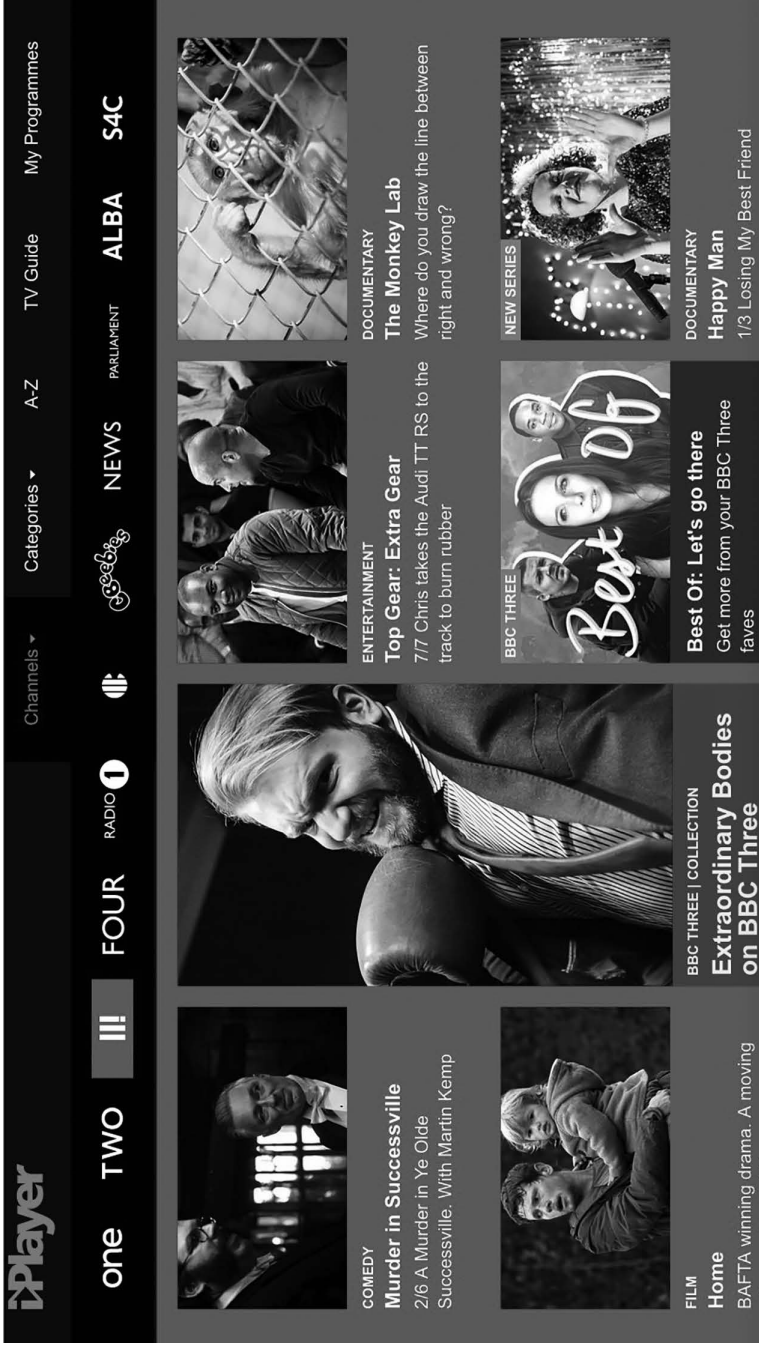 iPlayer
Channels
Categories
A-Z
TV Guide
My Programmes
one
TWO
FOUR
RADIO 1
CBeebies
NEWS
PARLIAMENT
ALBA
S4C
COMEDY
Murder in Successville
2/6 A Murder in Ye Olde
Successville. With Martin Kemp
FILM
Home
BAFTA winning drama. A moving
BBC THREE | COLLECTION
Extraordinary Bodies
on BBC Three
ENTERTAINMENT
Top Gear: Extra Gear
7/7 Chris takes the Audi TT RS to the
track to burn rubber
BBC THREE
Best Of
Best Of: Let's go there
Get more from your BBC Three
faves
DOCUMENTARY
The Monkey Lab
Where do you draw the line between
right and wrong?
NEW SERIES
DOCUMENTARY
Happy Man
1/3 Losing My Best Friend